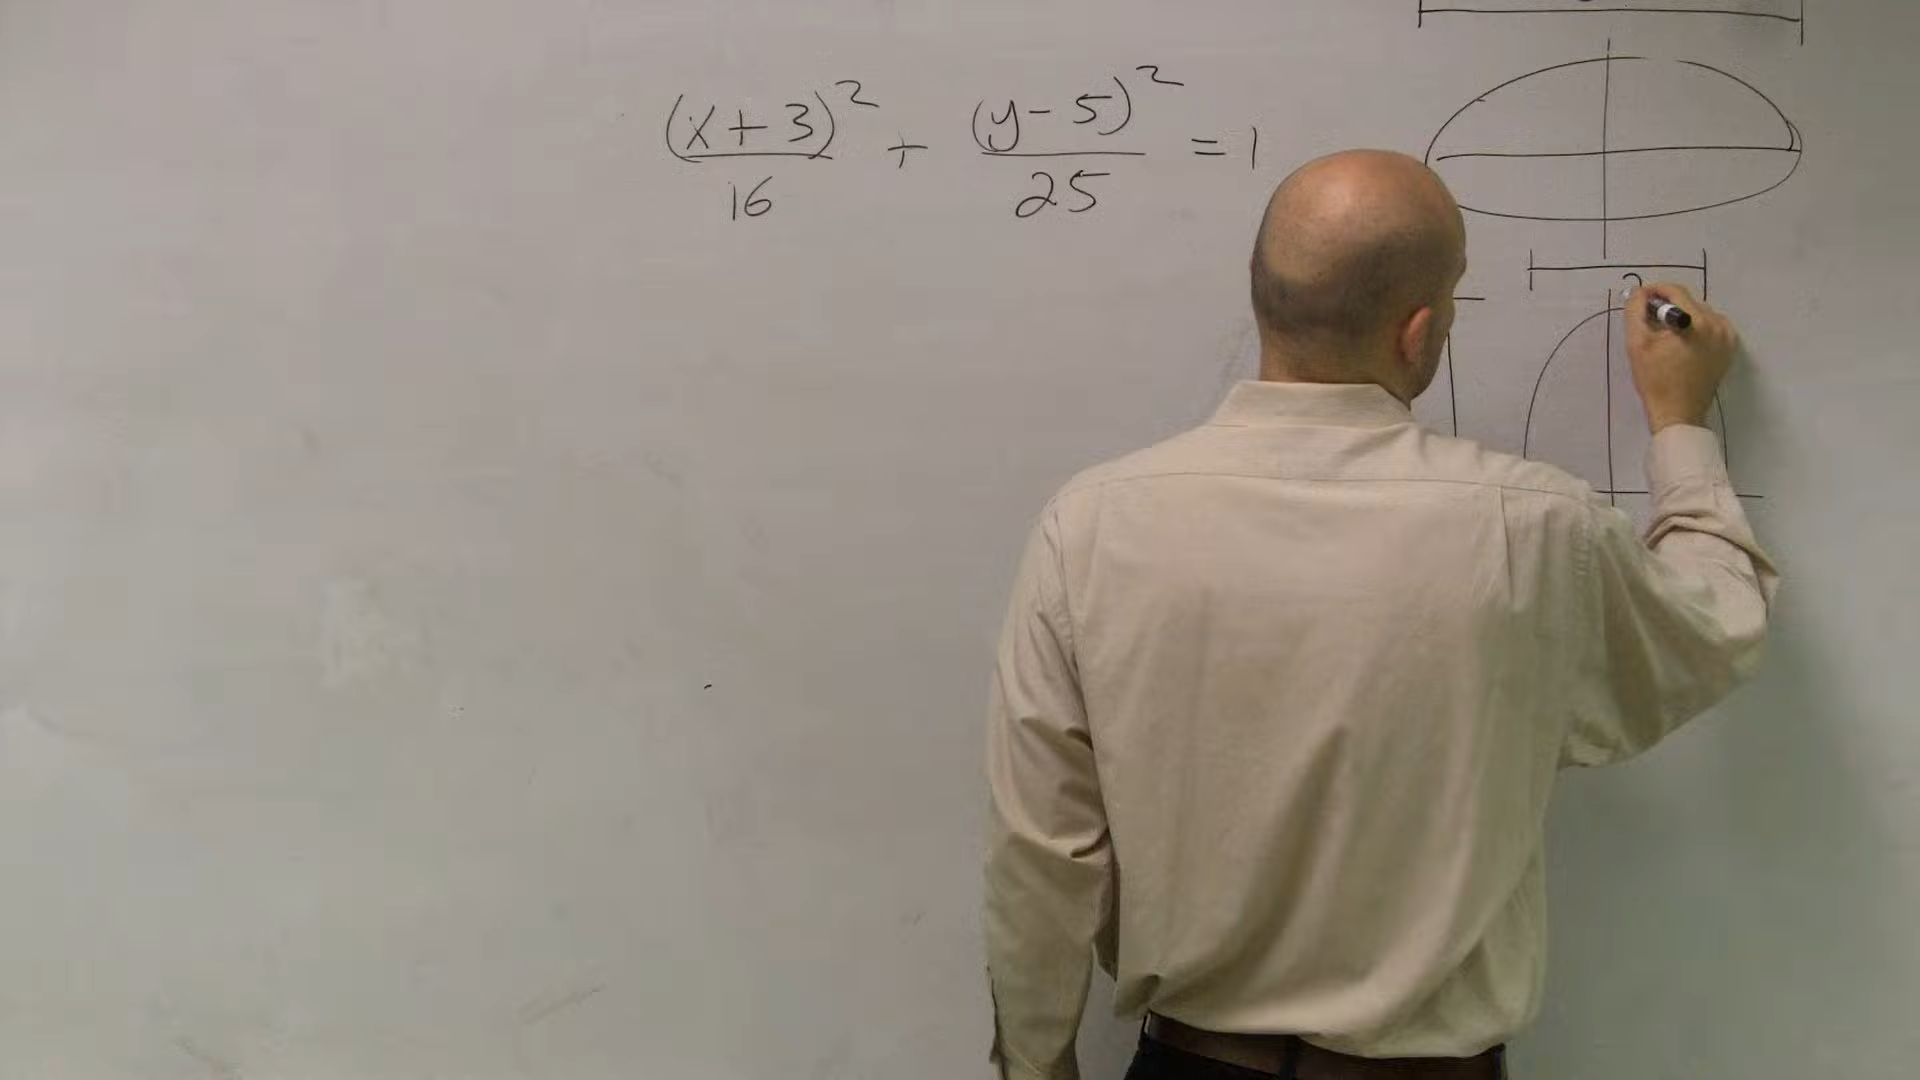 (x+3)²/16 + (y-5)²/25 = 1